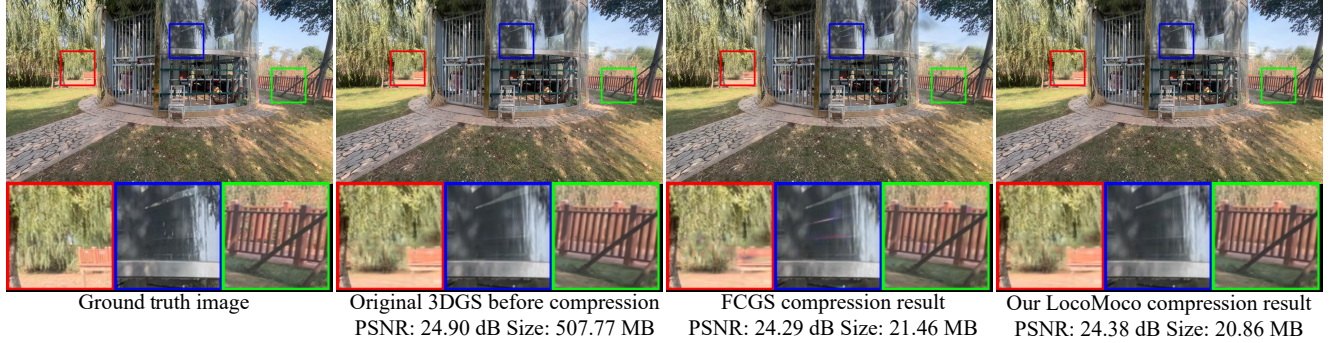 Ground truth image
Original 3DGS before compression
PSNR: 24.90 dB Size: 507.77 MB
FCGS compression result
PSNR: 24.29 dB Size: 21.46 MB
Our LocoMoco compression result
PSNR: 24.38 dB Size: 20.86 MB